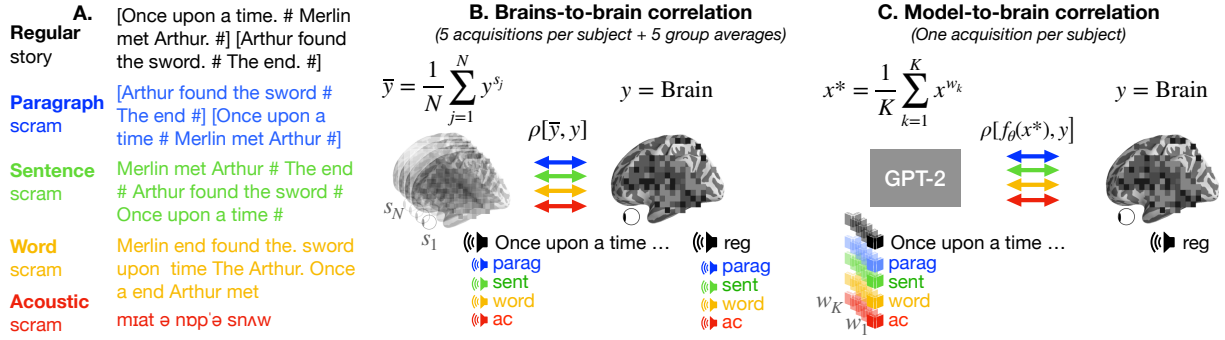 A.
Regular
story
[Once upon a time. # Merlin
met Arthur. #] [Arthur found
the sword. # The end. #]
Paragraph
scram
[Arthur found the sword #
The end #] [Once upon a
time # Merlin met Arthur #]
Sentence
scram
Merlin met Arthur # The end
# Arthur found the sword #
Once upon a time #
Word
scram
Merlin end found the. sword
upon time The Arthur. Once
a end Arthur met
Acoustic
scram
mɪat ə nɒp'ə snʌw
B. Brains-to-brain correlation
(5 acquisitions per subject + 5 group averages)
y̅ = 1/N ∑_{j=1}^{N} y^{s_j}
y = Brain
ρ[y̅, y]
s_N
s_1
Once upon a time …
parag
sent
word
ac
reg
parag
sent
word
ac
C. Model-to-brain correlation
(One acquisition per subject)
x* = 1/K ∑_{k=1}^{K} x^{w_k}
y = Brain
ρ[f_θ(x*), y]
GPT-2
w_K
w_1
Once upon a time …
parag
sent
word
ac
reg